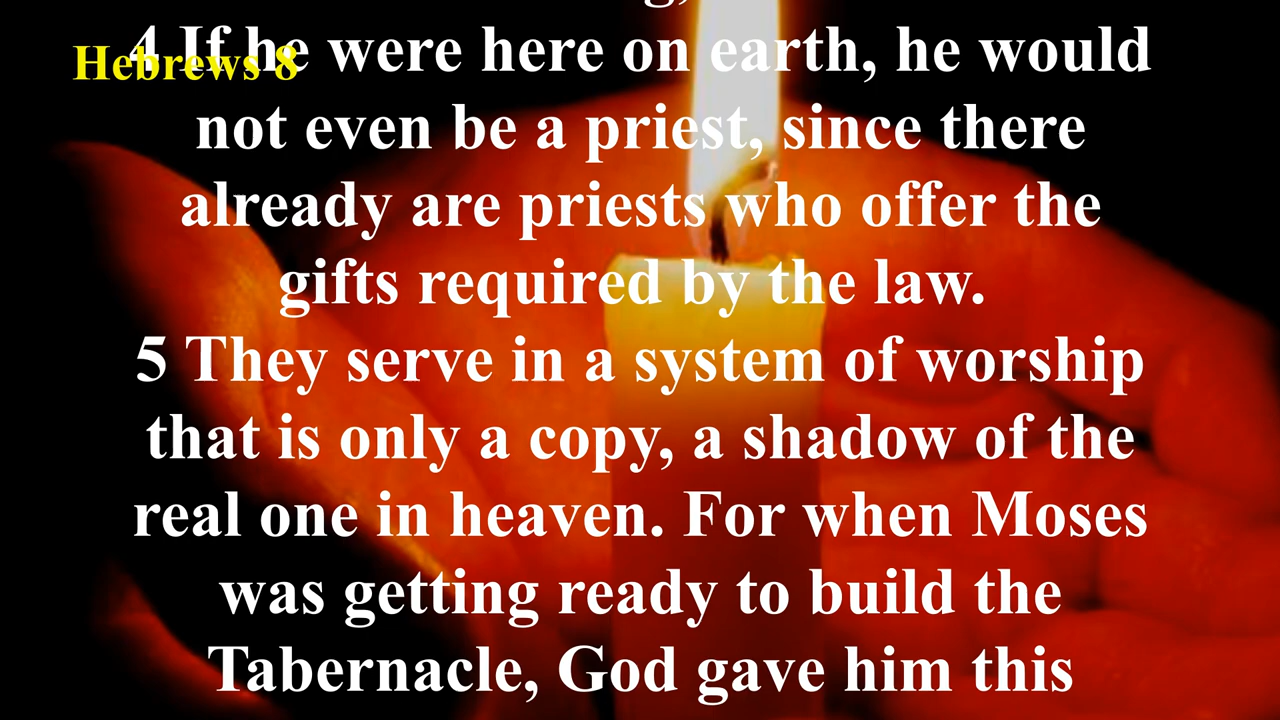 Hebrews 8
4 If he were here on earth, he would
not even be a priest, since there
already are priests who offer the
gifts required by the law.
5 They serve in a system of worship
that is only a copy, a shadow of the
real one in heaven. For when Moses
was getting ready to build the
Tabernacle, God gave him this